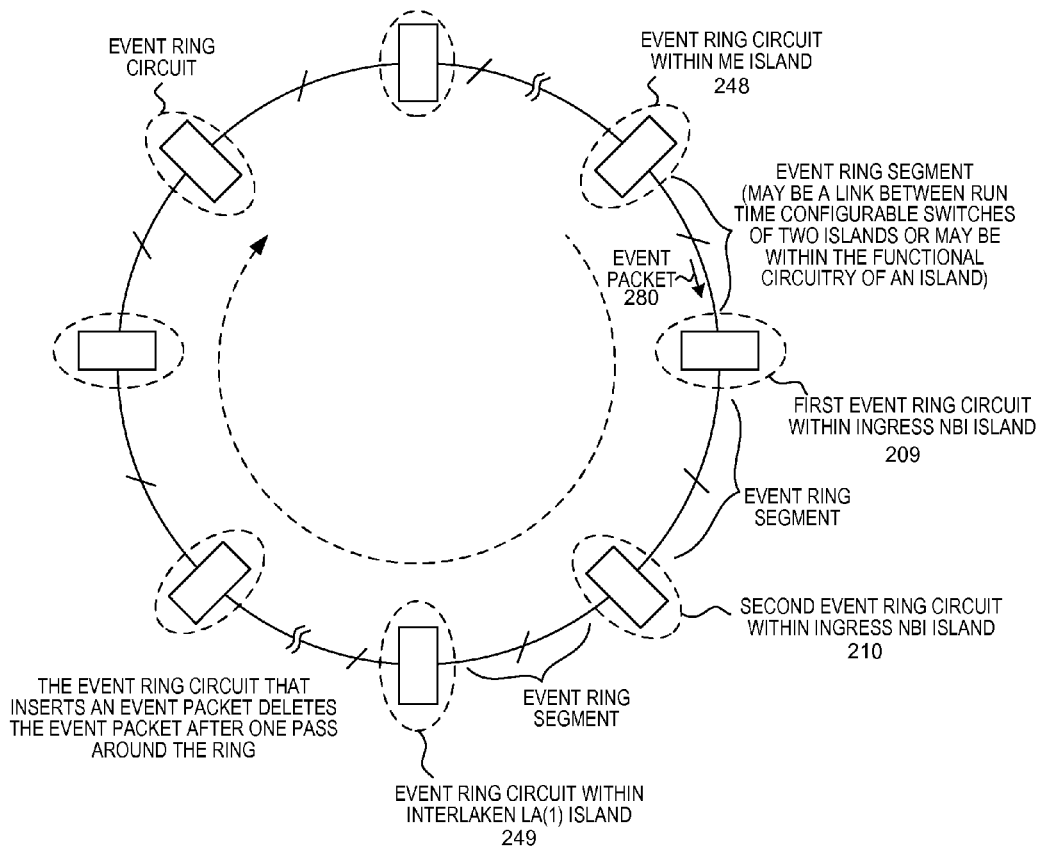 EVENT RING
CIRCUIT
EVENT RING CIRCUIT
WITHIN ME ISLAND
248
EVENT RING SEGMENT
(MAY BE A LINK BETWEEN RUN
TIME CONFIGURABLE SWITCHES
OF TWO ISLANDS OR MAY BE
WITHIN THE FUNCTIONAL
CIRCUITRY OF AN ISLAND)
EVENT
PACKET
280
FIRST EVENT RING CIRCUIT
WITHIN INGRESS NBI ISLAND
209
EVENT RING
SEGMENT
SECOND EVENT RING CIRCUIT
WITHIN INGRESS NBI ISLAND
210
EVENT RING
SEGMENT
THE EVENT RING CIRCUIT THAT
INSERTS AN EVENT PACKET DELETES
THE EVENT PACKET AFTER ONE PASS
AROUND THE RING
EVENT RING CIRCUIT WITHIN
INTERLAKEN LA(1) ISLAND
249